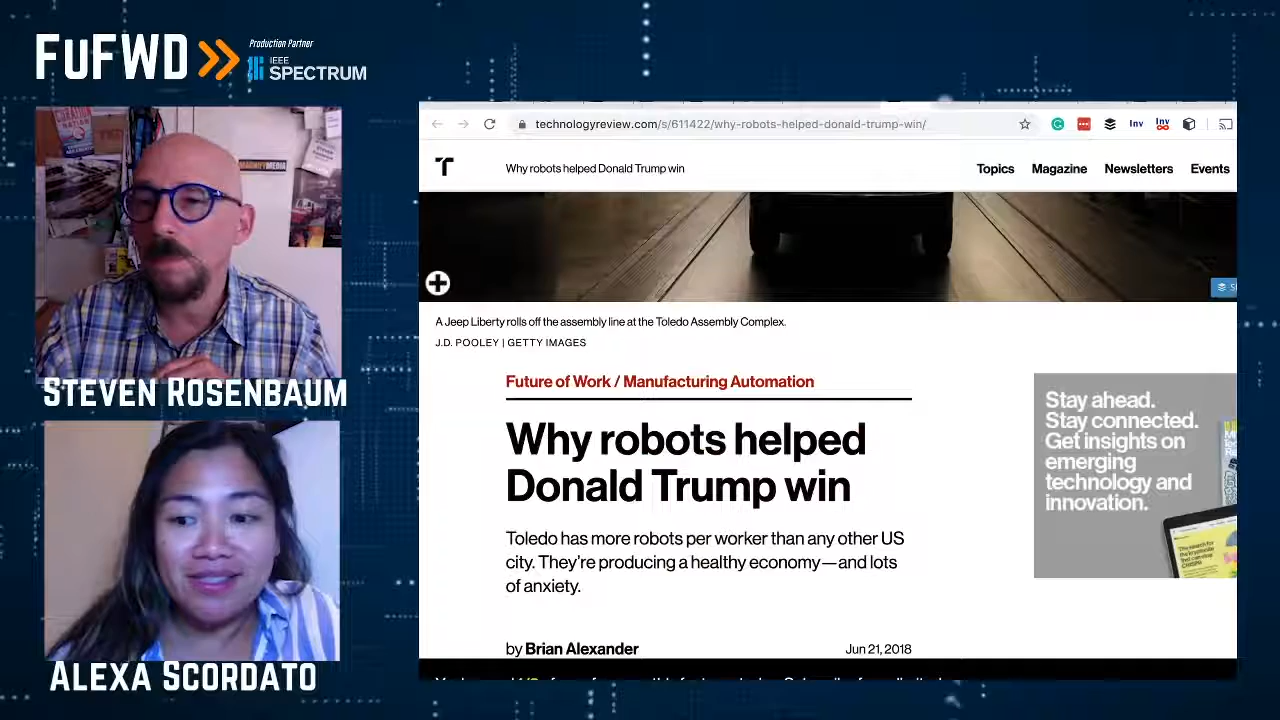 FUFWD
Production Partner
IEEE
SPECTRUM
MAGNIFY MEDIA
STEVEN ROSENBAUM
ALEXA SCORDATO
technologyreview.com/s/611422/why-robots-helped-donald-trump-win/
Inv
Inv
Why robots helped Donald Trump win
Topics Magazine Newsletters Events
A Jeep Liberty rolls off the assembly line at the Toledo Assembly Complex.
J.D. POOLEY | GETTY IMAGES
Future of Work / Manufacturing Automation
Why robots helped
Donald Trump win
Toledo has more robots per worker than any other US
city. They're producing a healthy economy—and lots
of anxiety.
by Brian Alexander
Jun 21, 2018
Stay ahead.
Stay connected.
Get insights on
emerging
technology and
innovation.